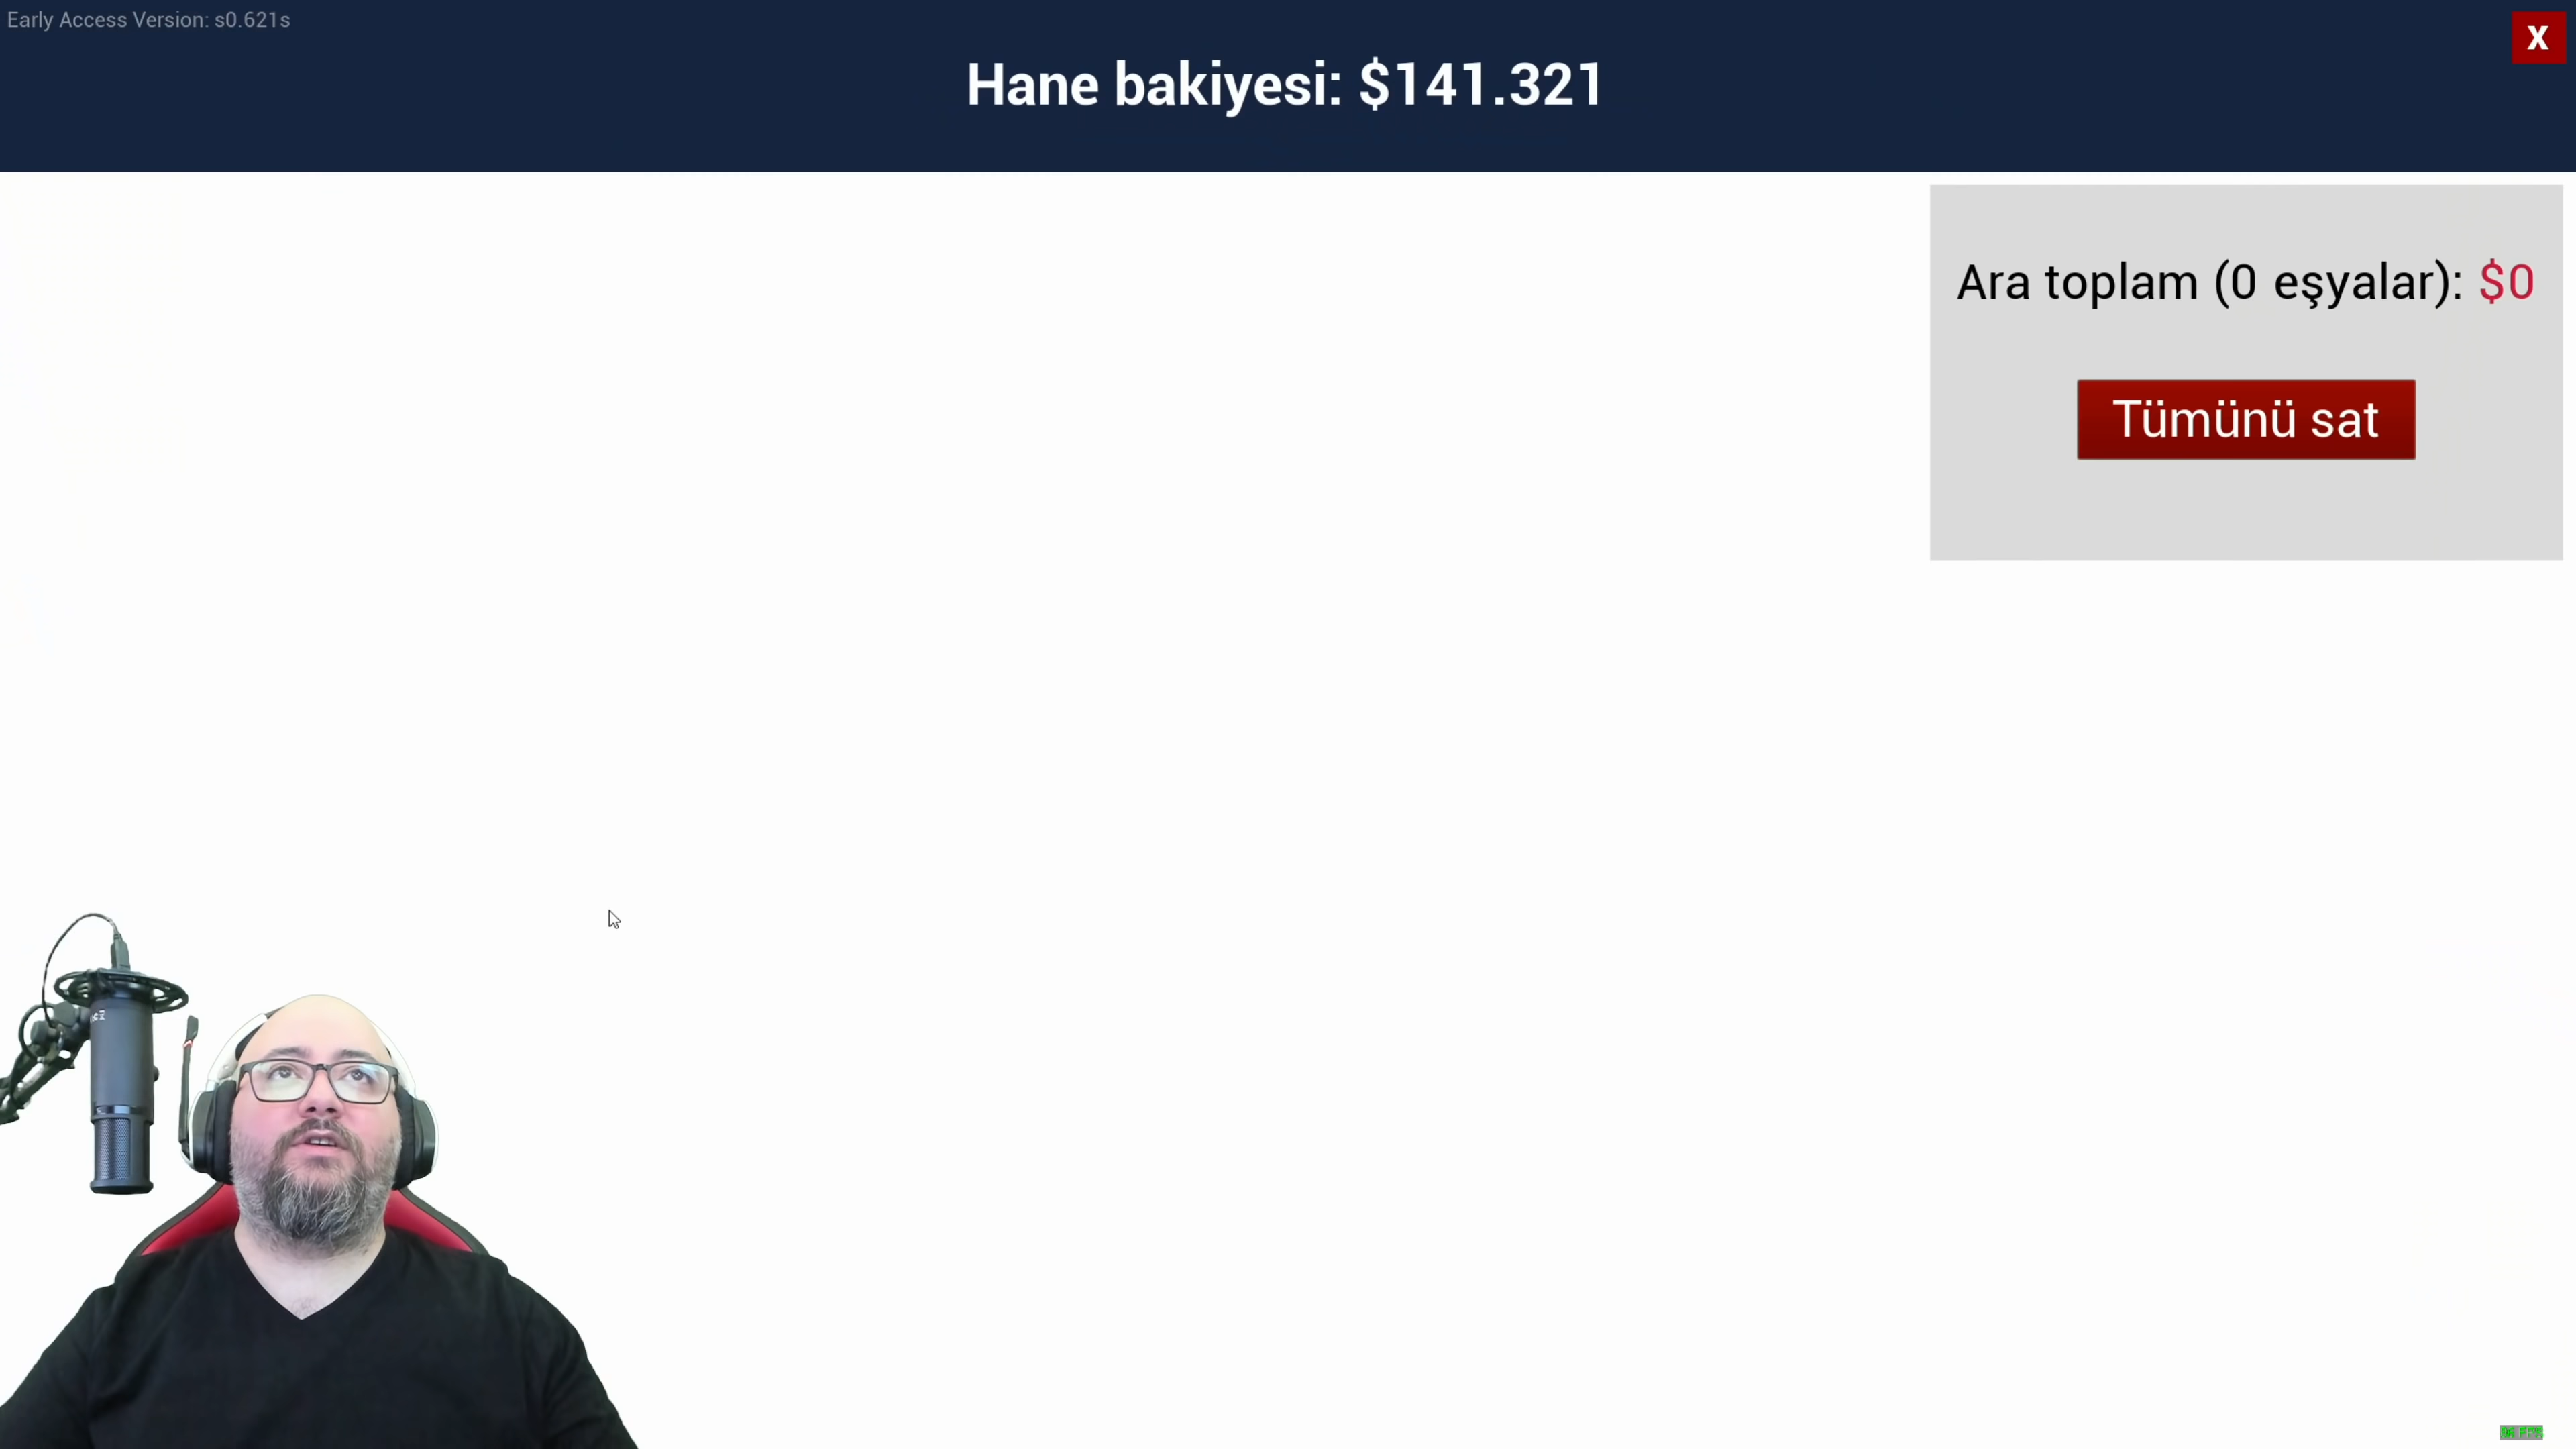 Early Access Version: s0.621s
X
Hane bakiyesi: $141.321
Ara toplam (0 eşyalar): $0
Tümünü sat